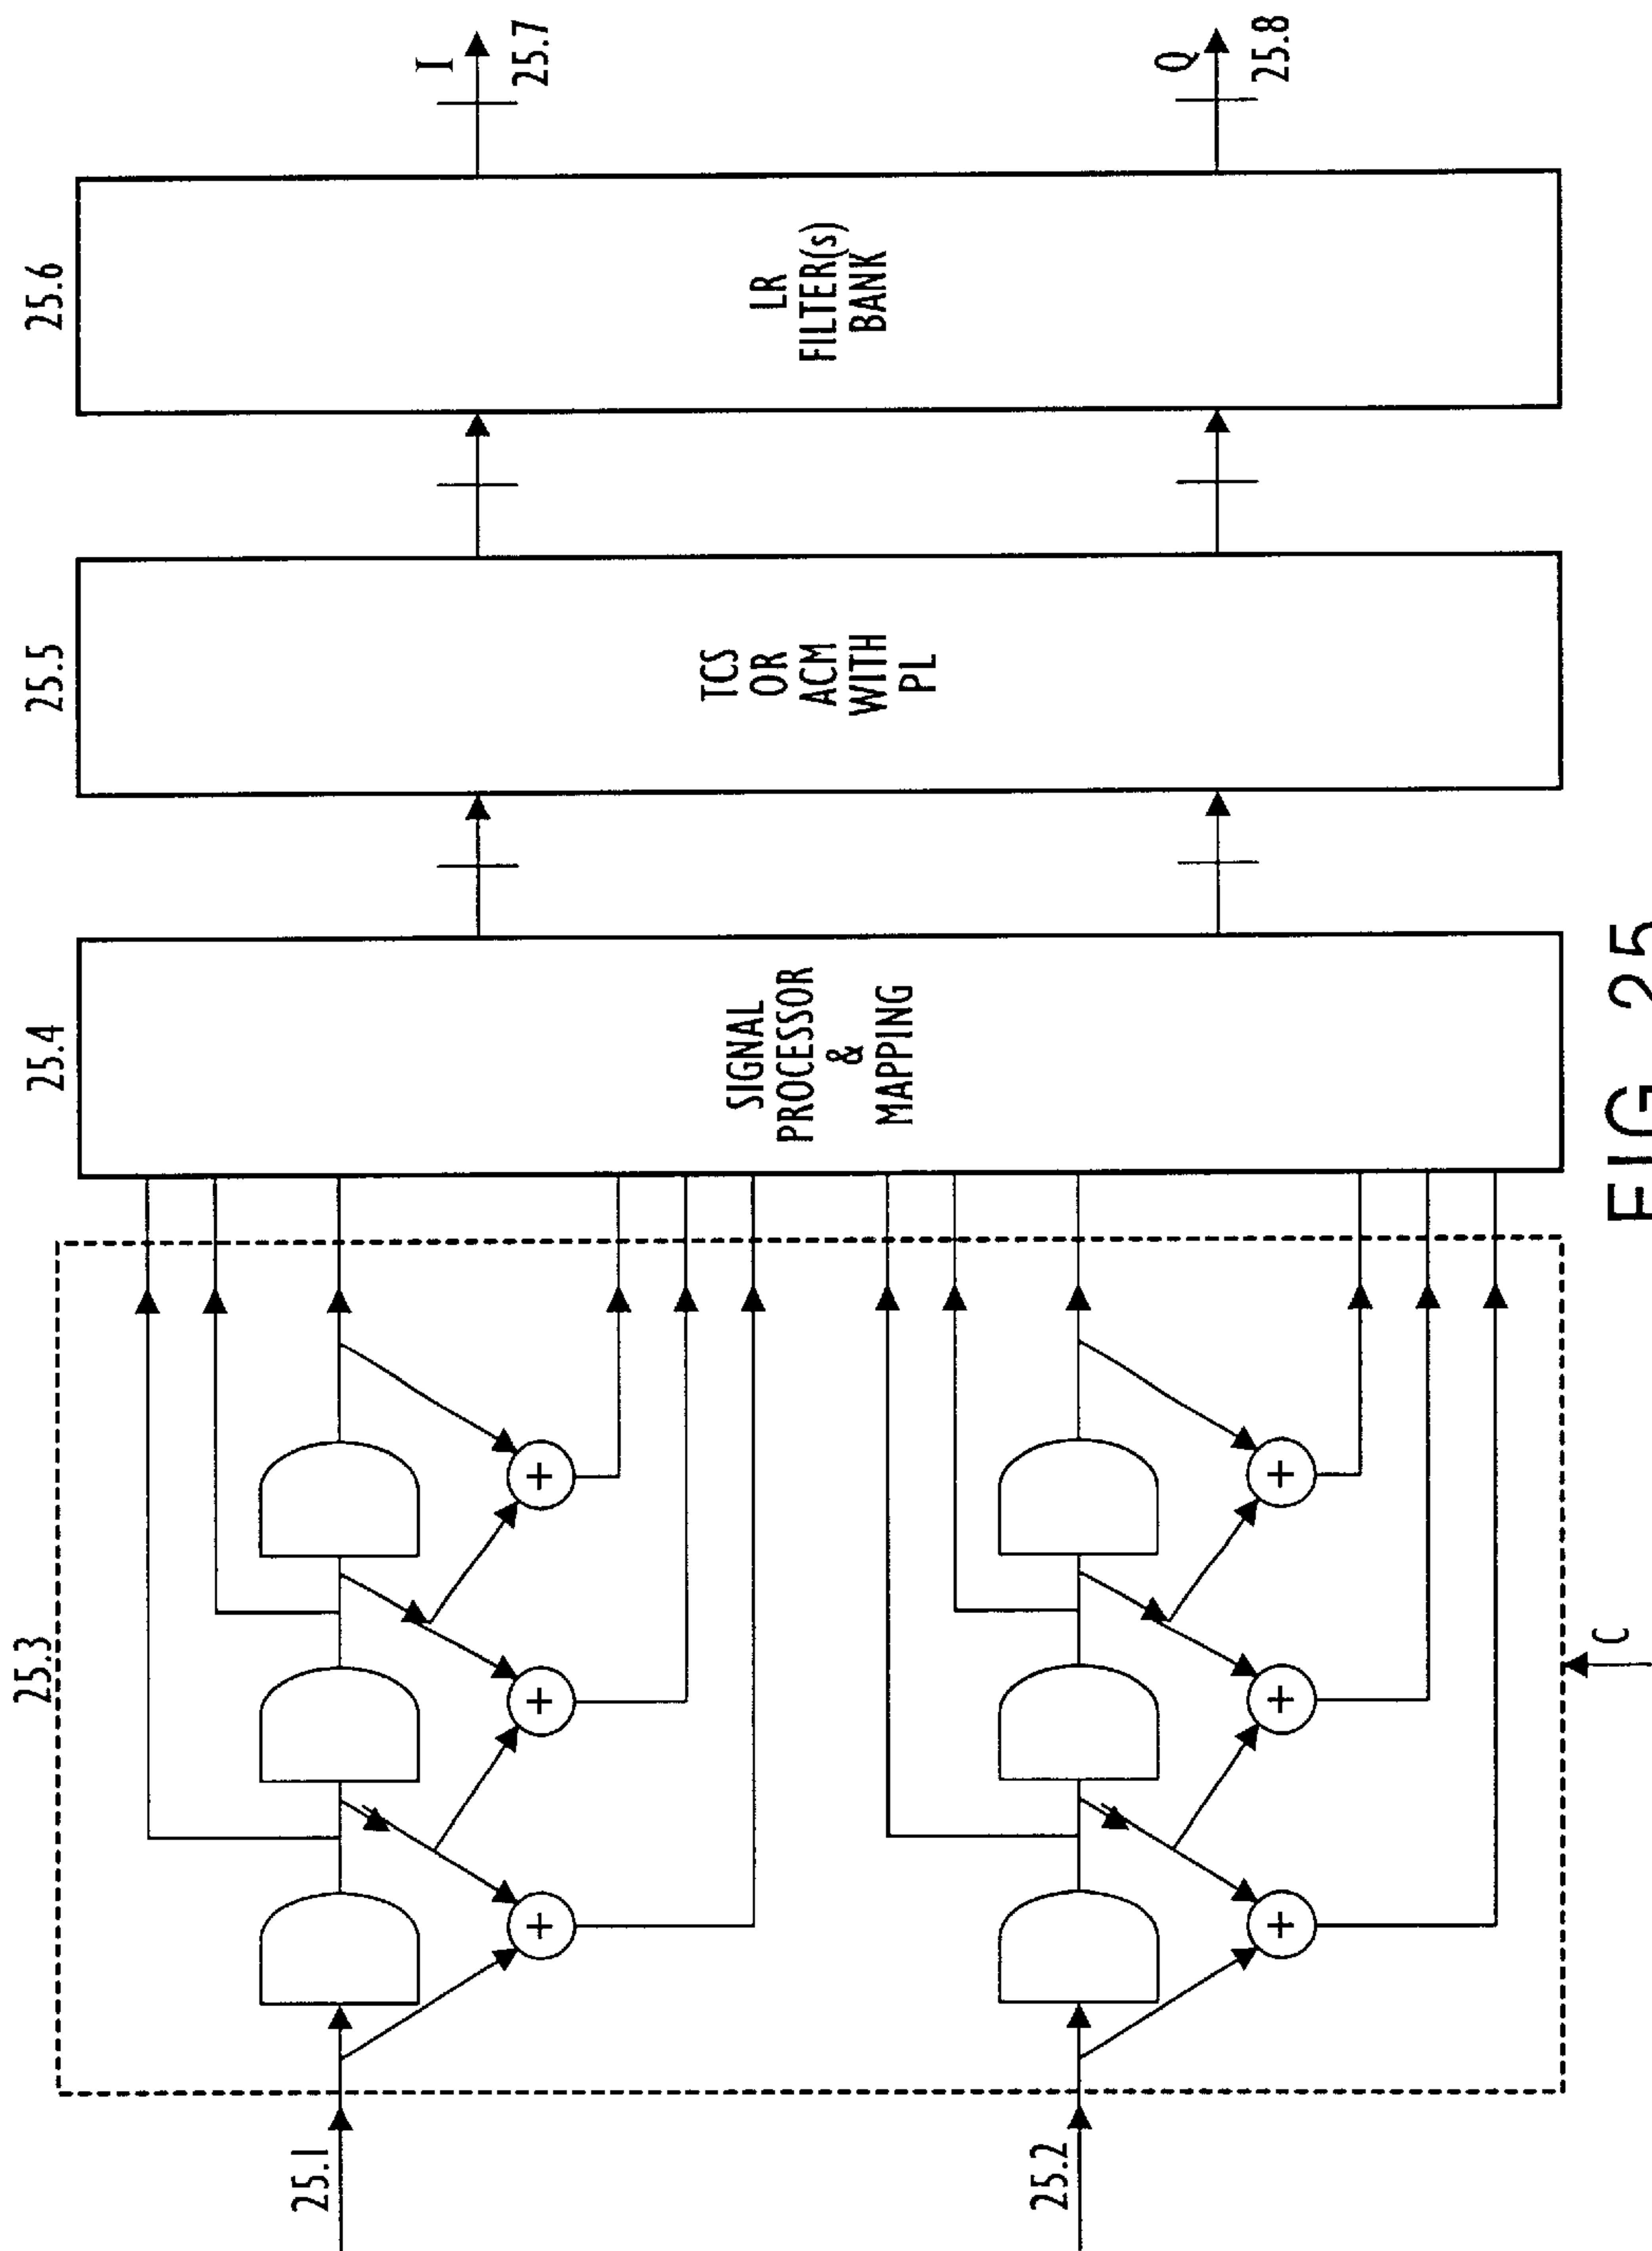 25.1
25.2
25.3
+
+
+
+
+
+
C
25.4
SIGNAL
PROCESSOR
&
MAPPING
25.5
TCS
OR
ACM
WITH
PL
25.6
LR
FILTER(s)
BANK
I
25.7
Q
25.8
FIG 25